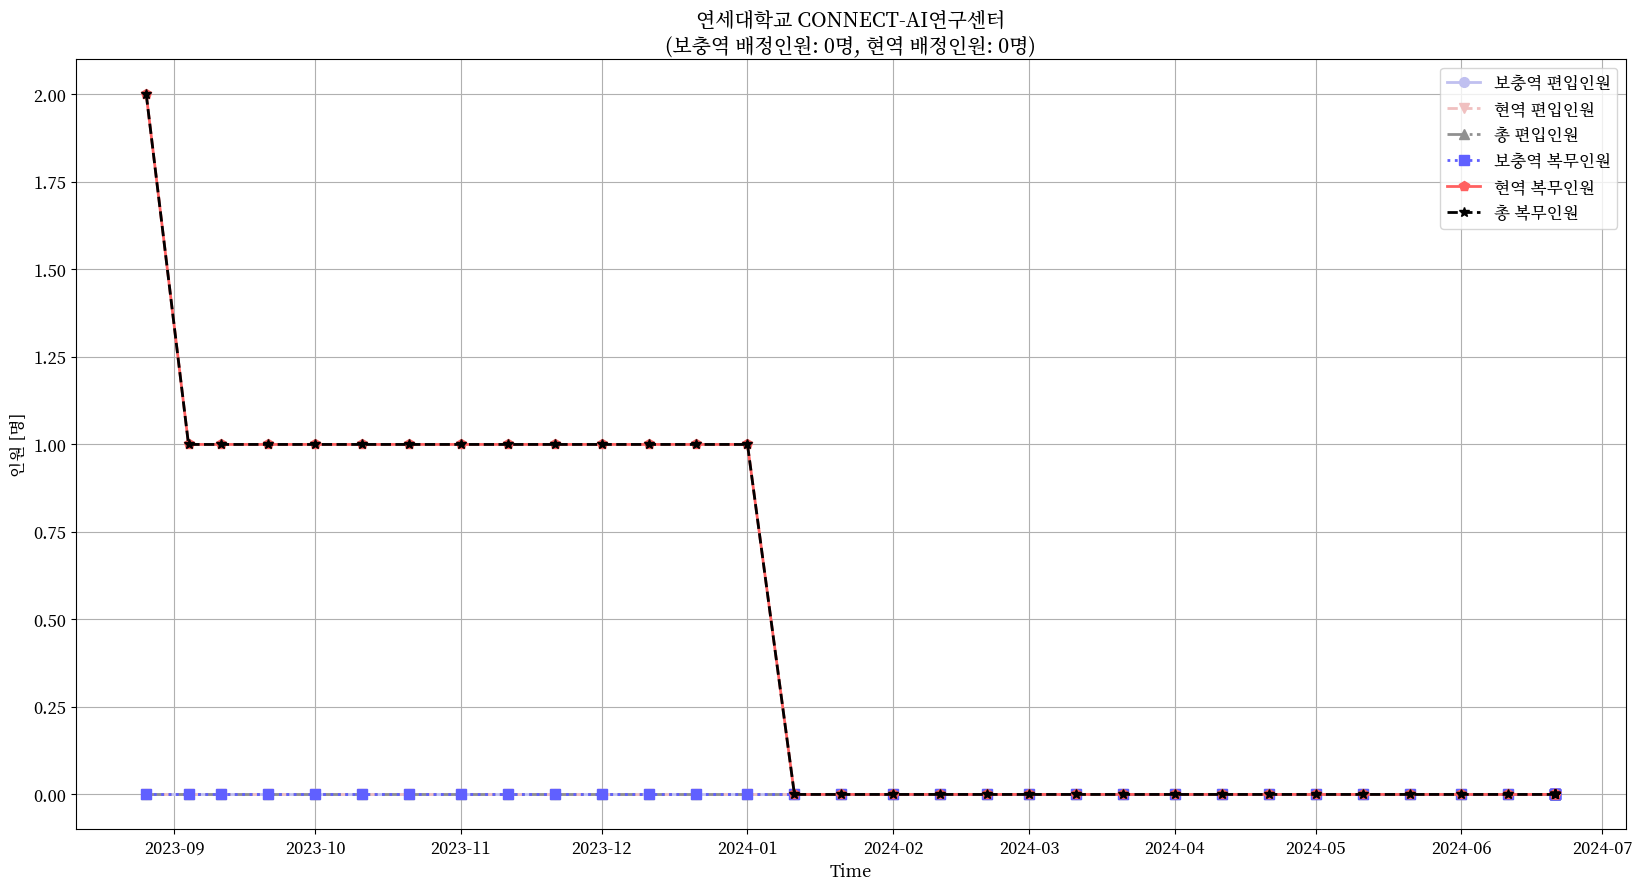 연세대학교 CONNECT-AI연구센터
(보충역 배정인원: 0명, 현역 배정인원: 0명)
보충역 편입인원
현역 편입인원
총 편입인원
보충역 복무인원
현역 복무인원
총 복무인원
인원 [명]
2.00
1.75
1.50
1.25
1.00
0.75
0.50
0.25
0.00
2023-09 2023-10 2023-11 2023-12 2024-01 2024-02 2024-03 2024-04 2024-05 2024-06 2024-07
Time